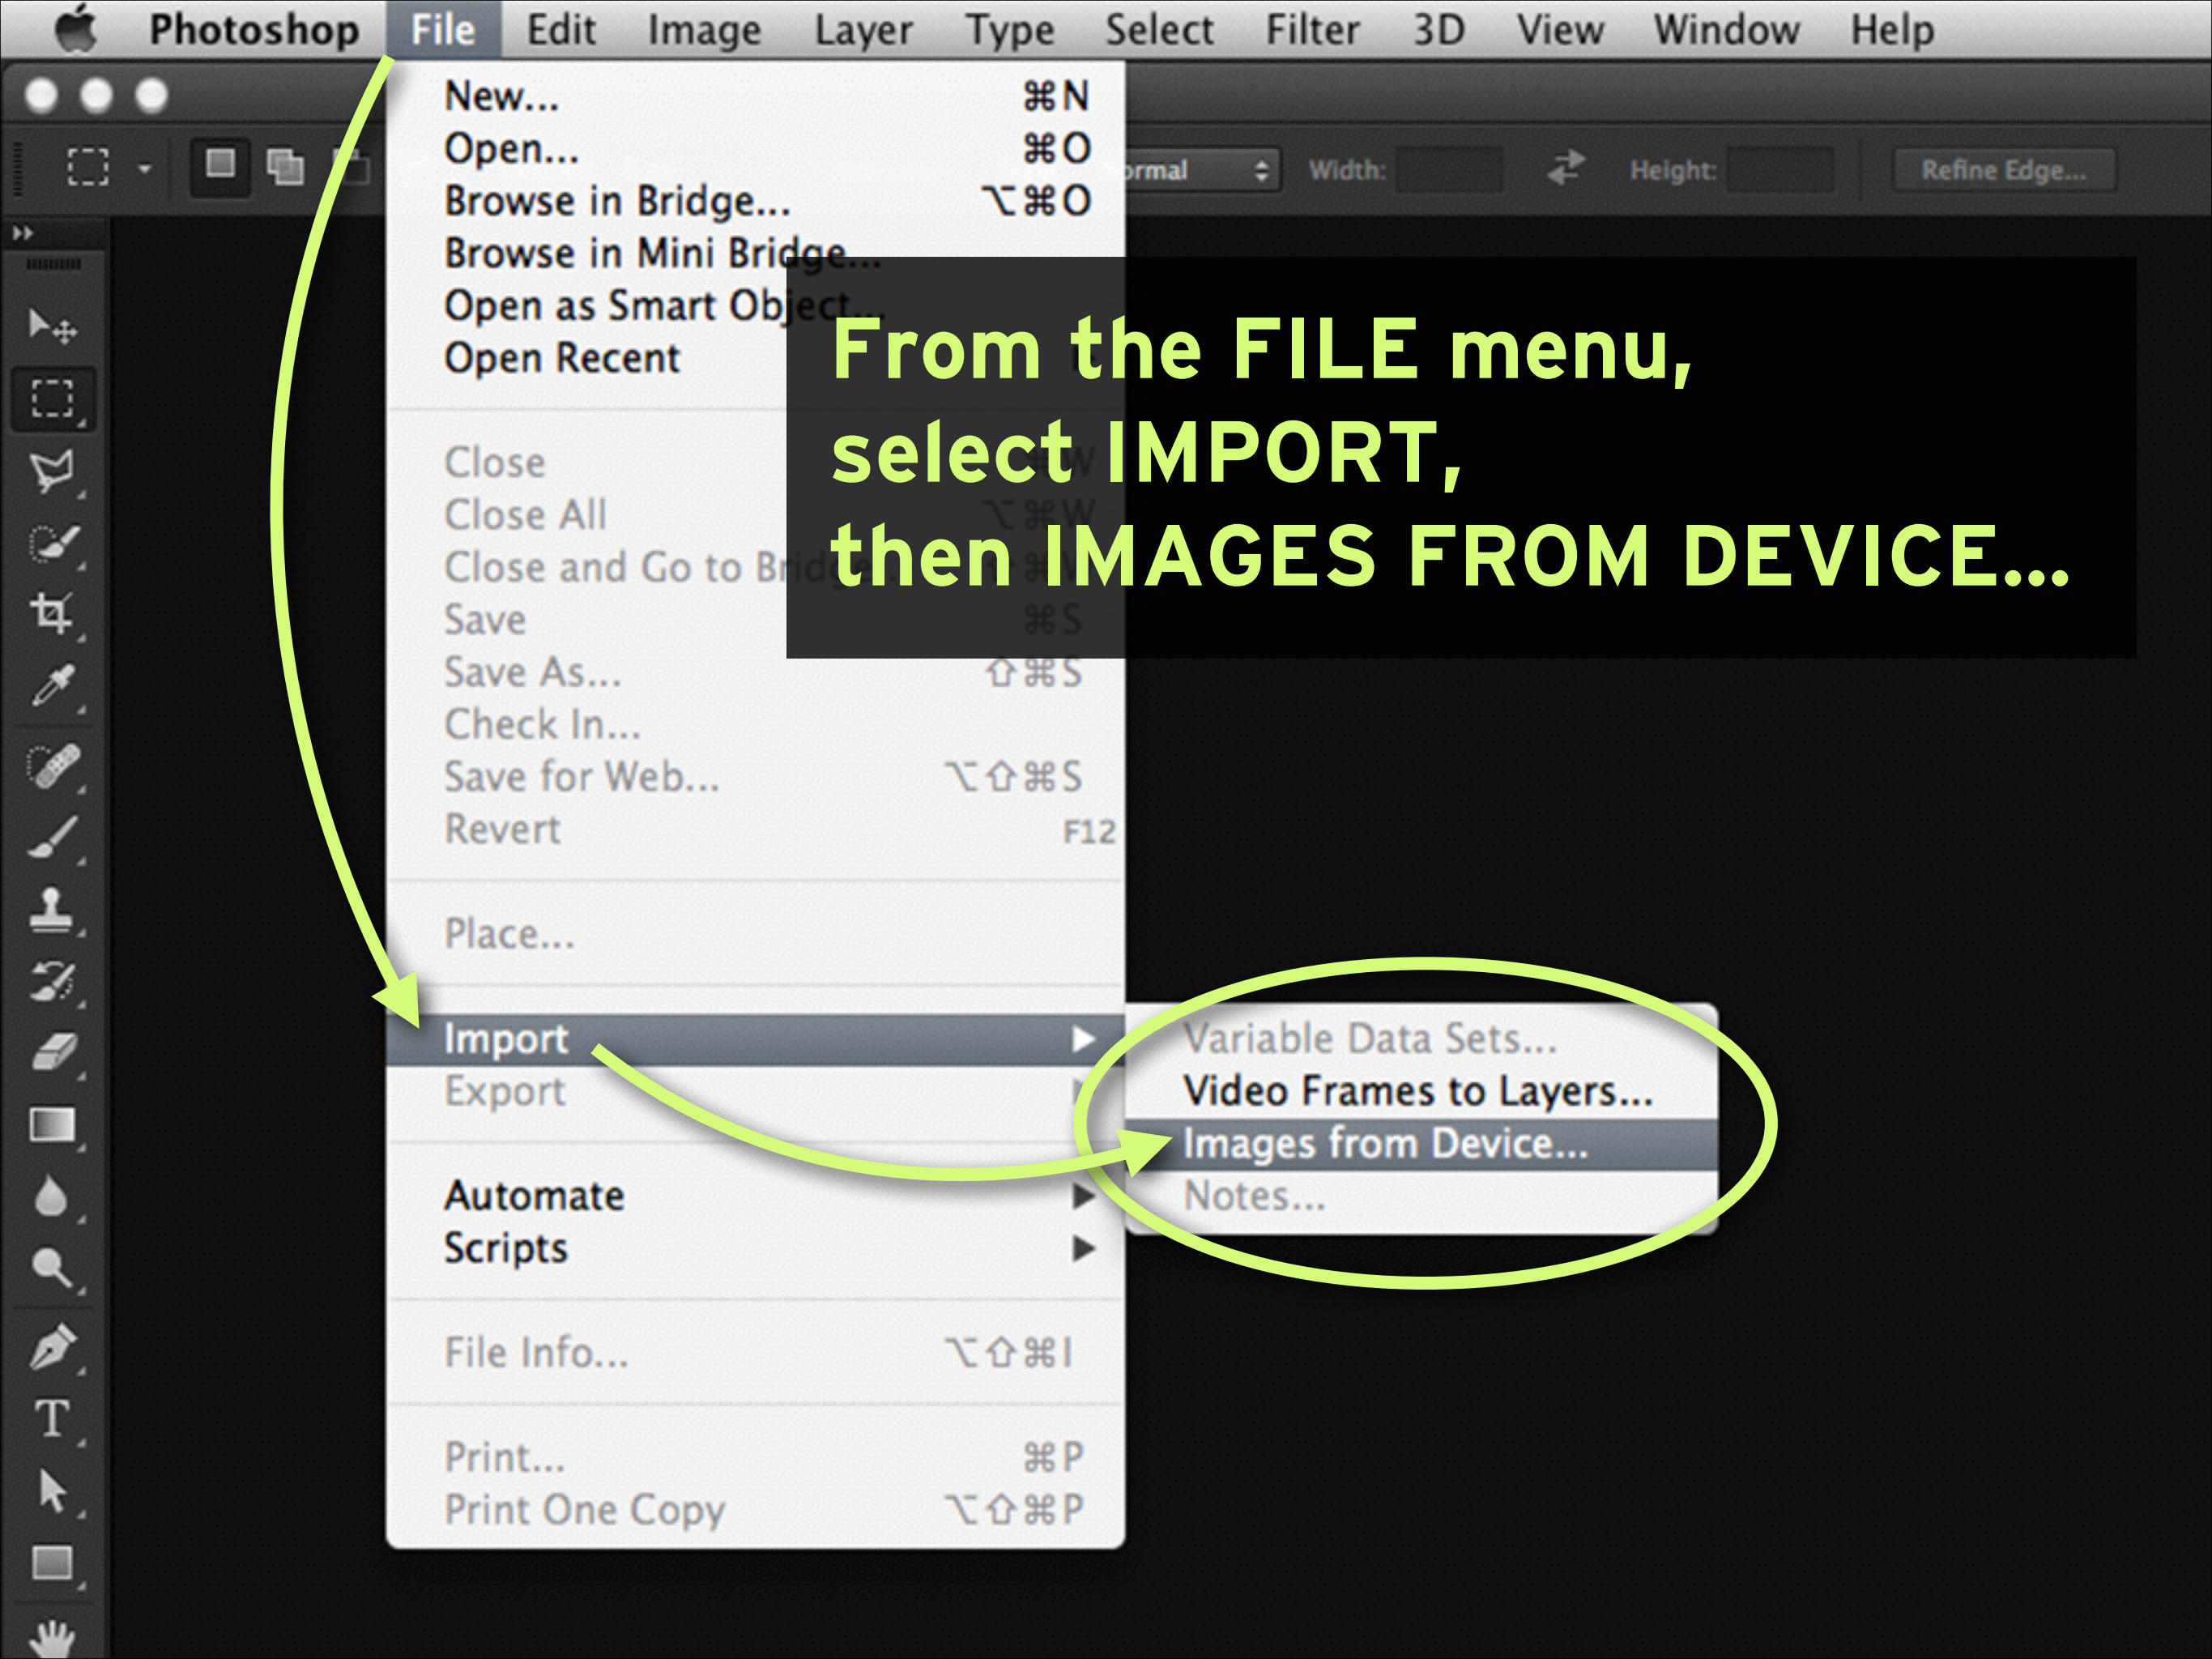 Photoshop File Edit Image Layer Type Select Filter 3D View Window Help
ormal Width: Height: Refine Edge...
New... ⌘N
Open... ⌘O
Browse in Bridge... ⌥⌘O
Browse in Mini Bridge...
Open as Smart Object...
Open Recent
From the FILE menu,
select IMPORT,
then IMAGES FROM DEVICE...
Close ⌘W
Close All ⌥⌘W
Close and Go to Bridge... ⇧⌘W
Save ⌘S
Save As... ⇧⌘S
Check In...
Save for Web... ⌥⇧⌘S
Revert F12
Place...
Import
Export
Variable Data Sets...
Video Frames to Layers...
Images from Device...
Notes...
Automate
Scripts
File Info... ⌥⇧⌘I
Print... ⌘P
Print One Copy ⌥⇧⌘P
T